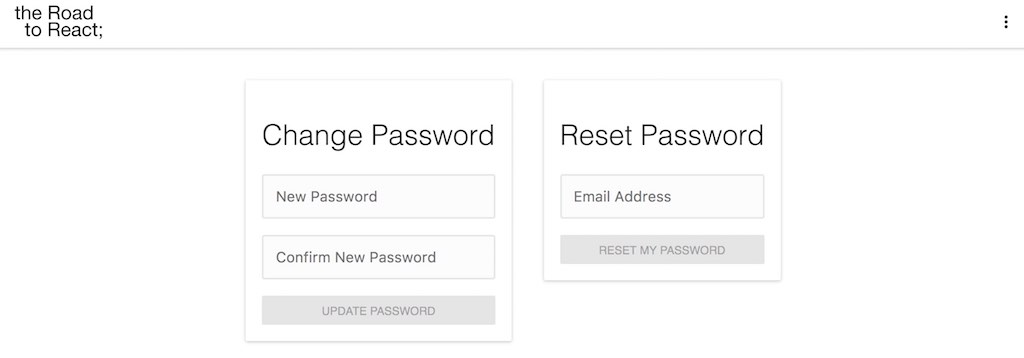 the Road
to React;
Change Password
New Password
Confirm New Password
UPDATE PASSWORD
Reset Password
Email Address
RESET MY PASSWORD